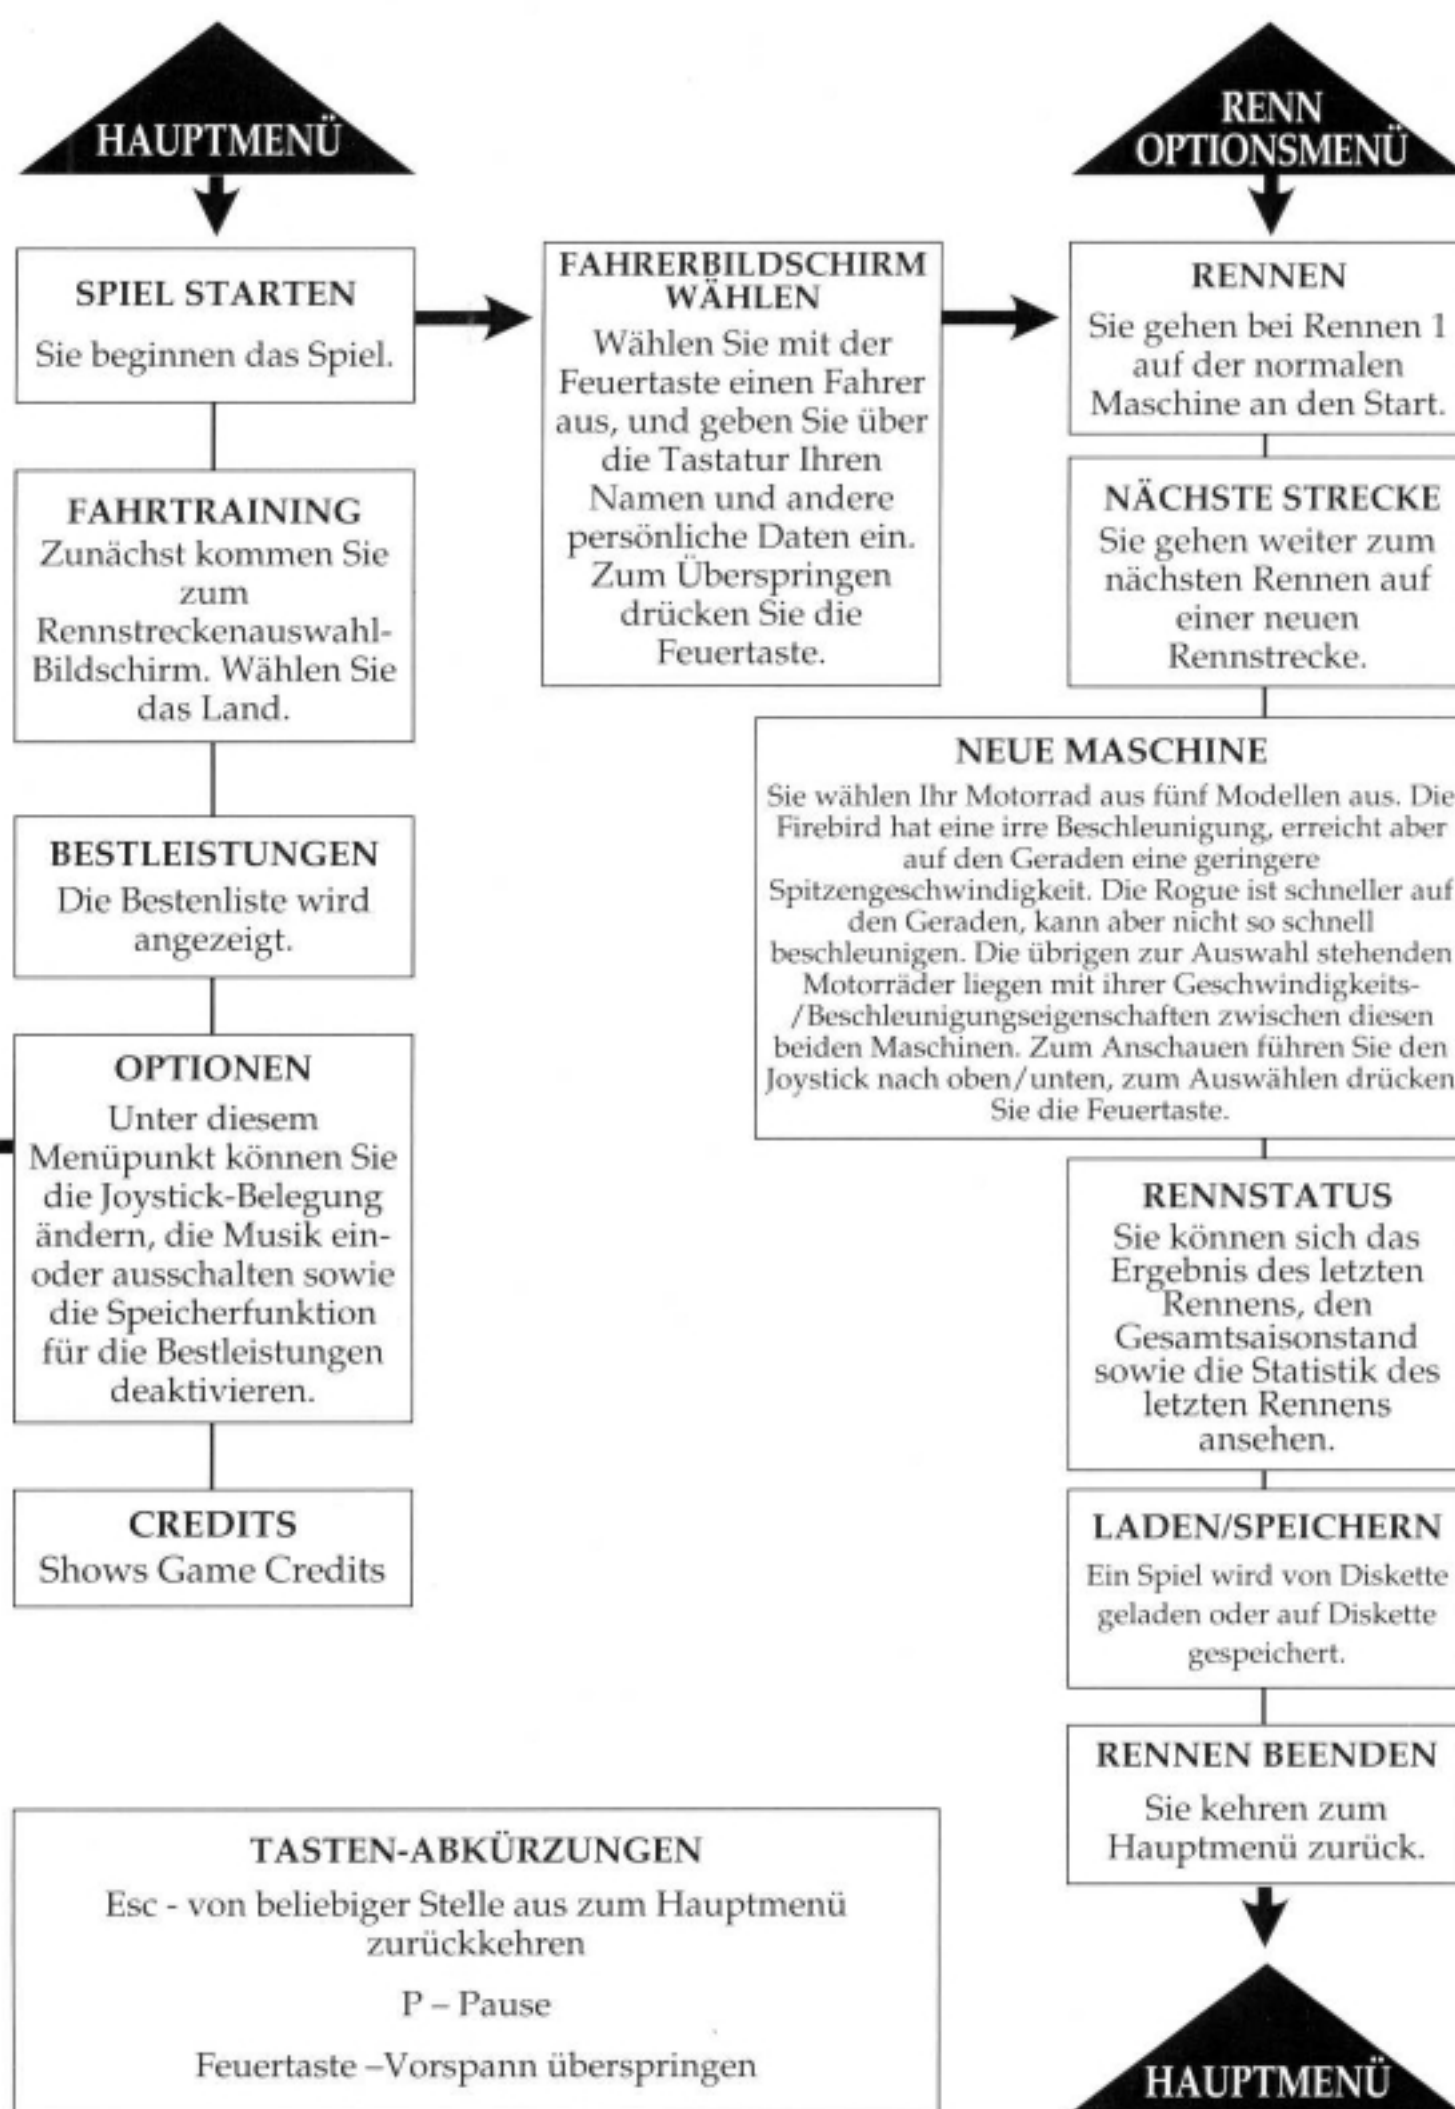 HAUPTMENÜ
SPIEL STARTEN
Sie beginnen das Spiel.
FAHRTRAINING
Zunächst kommen Sie
zum
Rennstreckenauswahl-
Bildschirm. Wählen Sie
das Land.
BESTLEISTUNGEN
Die Bestenliste wird
angezeigt.
OPTIONEN
Unter diesem
Menüpunkt können Sie
die Joystick-Belegung
ändern, die Musik ein-
oder ausschalten sowie
die Speicherfunktion
für die Bestleistungen
deaktivieren.
CREDITS
Shows Game Credits
FAHRERBILDSCHIRM
WÄHLEN
Wählen Sie mit der
Feuertaste einen Fahrer
aus, und geben Sie über
die Tastatur Ihren
Namen und andere
persönliche Daten ein.
Zum Überspringen
drücken Sie die
Feuertaste.
RENN
OPTIONSMENÜ
RENNEN
Sie gehen bei Rennen 1
auf der normalen
Maschine an den Start.
NÄCHSTE STRECKE
Sie gehen weiter zum
nächsten Rennen auf
einer neuen
Rennstrecke.
NEUE MASCHINE
Sie wählen Ihr Motorrad aus fünf Modellen aus. Die
Firebird hat eine irre Beschleunigung, erreicht aber
auf den Geraden eine geringere
Spitzengeschwindigkeit. Die Rogue ist schneller auf
den Geraden, kann aber nicht so schnell
beschleunigen. Die übrigen zur Auswahl stehenden
Motorräder liegen mit ihrer Geschwindigkeits-
/Beschleunigungseigenschaften zwischen diesen
beiden Maschinen. Zum Anschauen führen Sie den
Joystick nach oben/unten, zum Auswählen drücken
Sie die Feuertaste.
RENNSTATUS
Sie können sich das
Ergebnis des letzten
Rennens, den
Gesamtsaisonstand
sowie die Statistik des
letzten Rennens
ansehen.
LADEN/SPEICHERN
Ein Spiel wird von Diskette
geladen oder auf Diskette
gespeichert.
RENNEN BEENDEN
Sie kehren zum
Hauptmenü zurück.
HAUPTMENÜ
TASTEN-ABKÜRZUNGEN
Esc - von beliebiger Stelle aus zum Hauptmenü
zurückkehren
P – Pause
Feuertaste –Vorspann überspringen